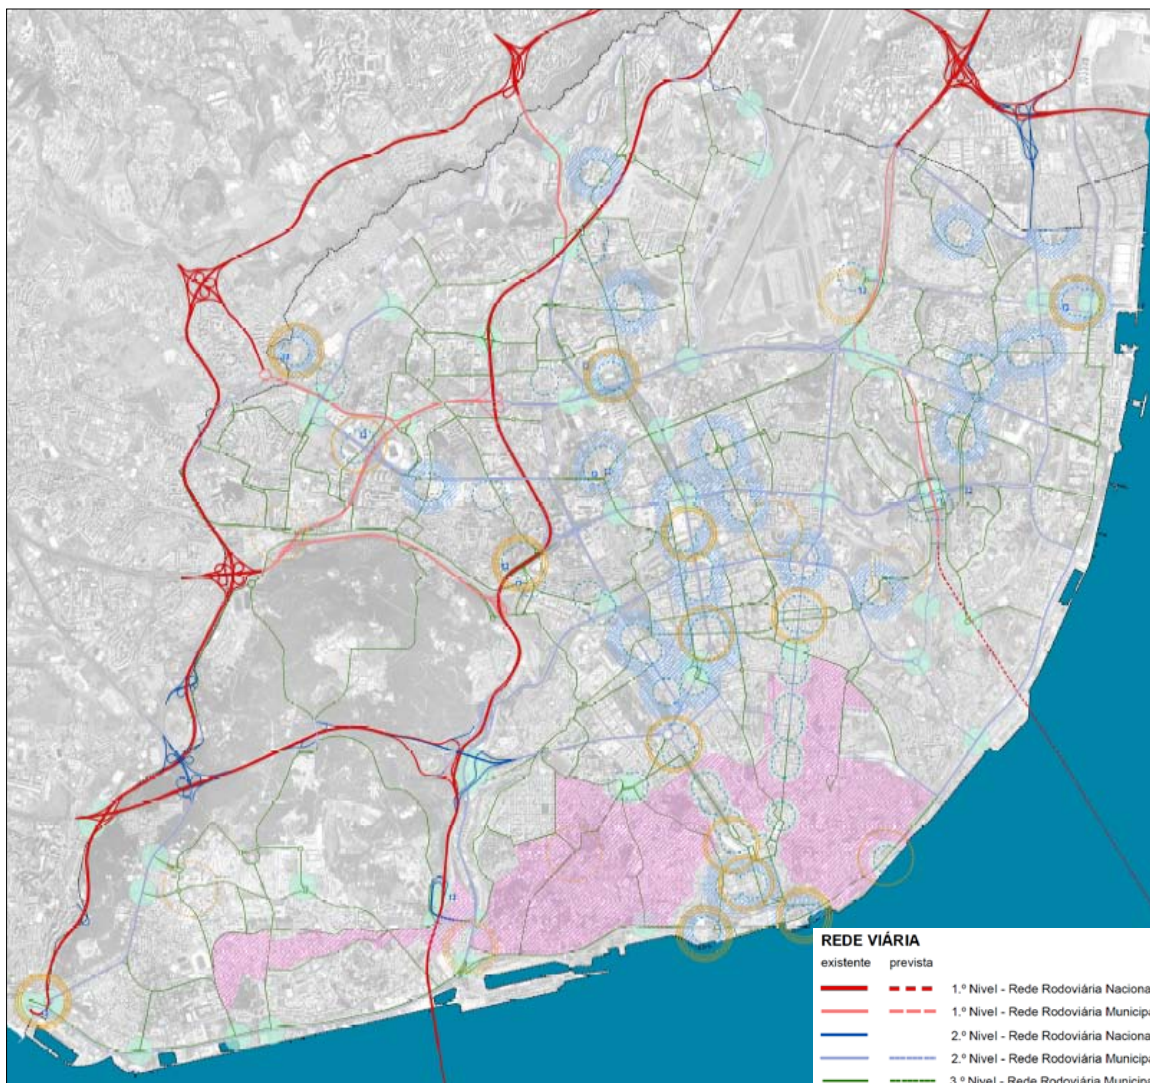 REDE VIÁRIA
existente prevista
1.º Nivel - Rede Rodoviária Naciona
1.º Nivel - Rede Rodoviária Municipa
2.º Nivel - Rede Rodoviária Naciona
2.º Nivel - Rede Rodoviária Municipa
3.º Nivel - Rede Rodoviária Municipa